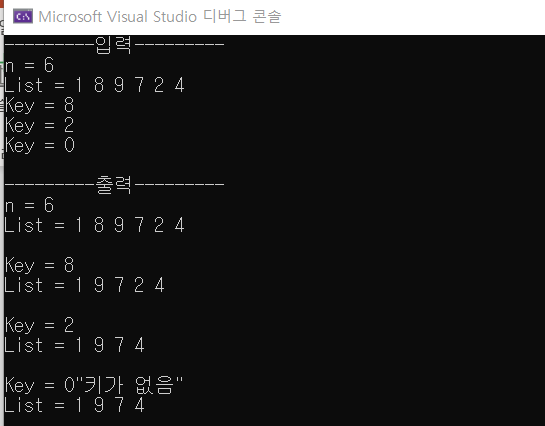 Microsoft Visual Studio 디버그 콘솔
---------입력---------
n = 6
List = 1 8 9 7 2 4
Key = 8
Key = 2
Key = 0
---------출력---------
n = 6
List = 1 8 9 7 2 4
Key = 8
List = 1 9 7 2 4
Key = 2
List = 1 9 7 4
Key = 0"키가 없음"
List = 1 9 7 4